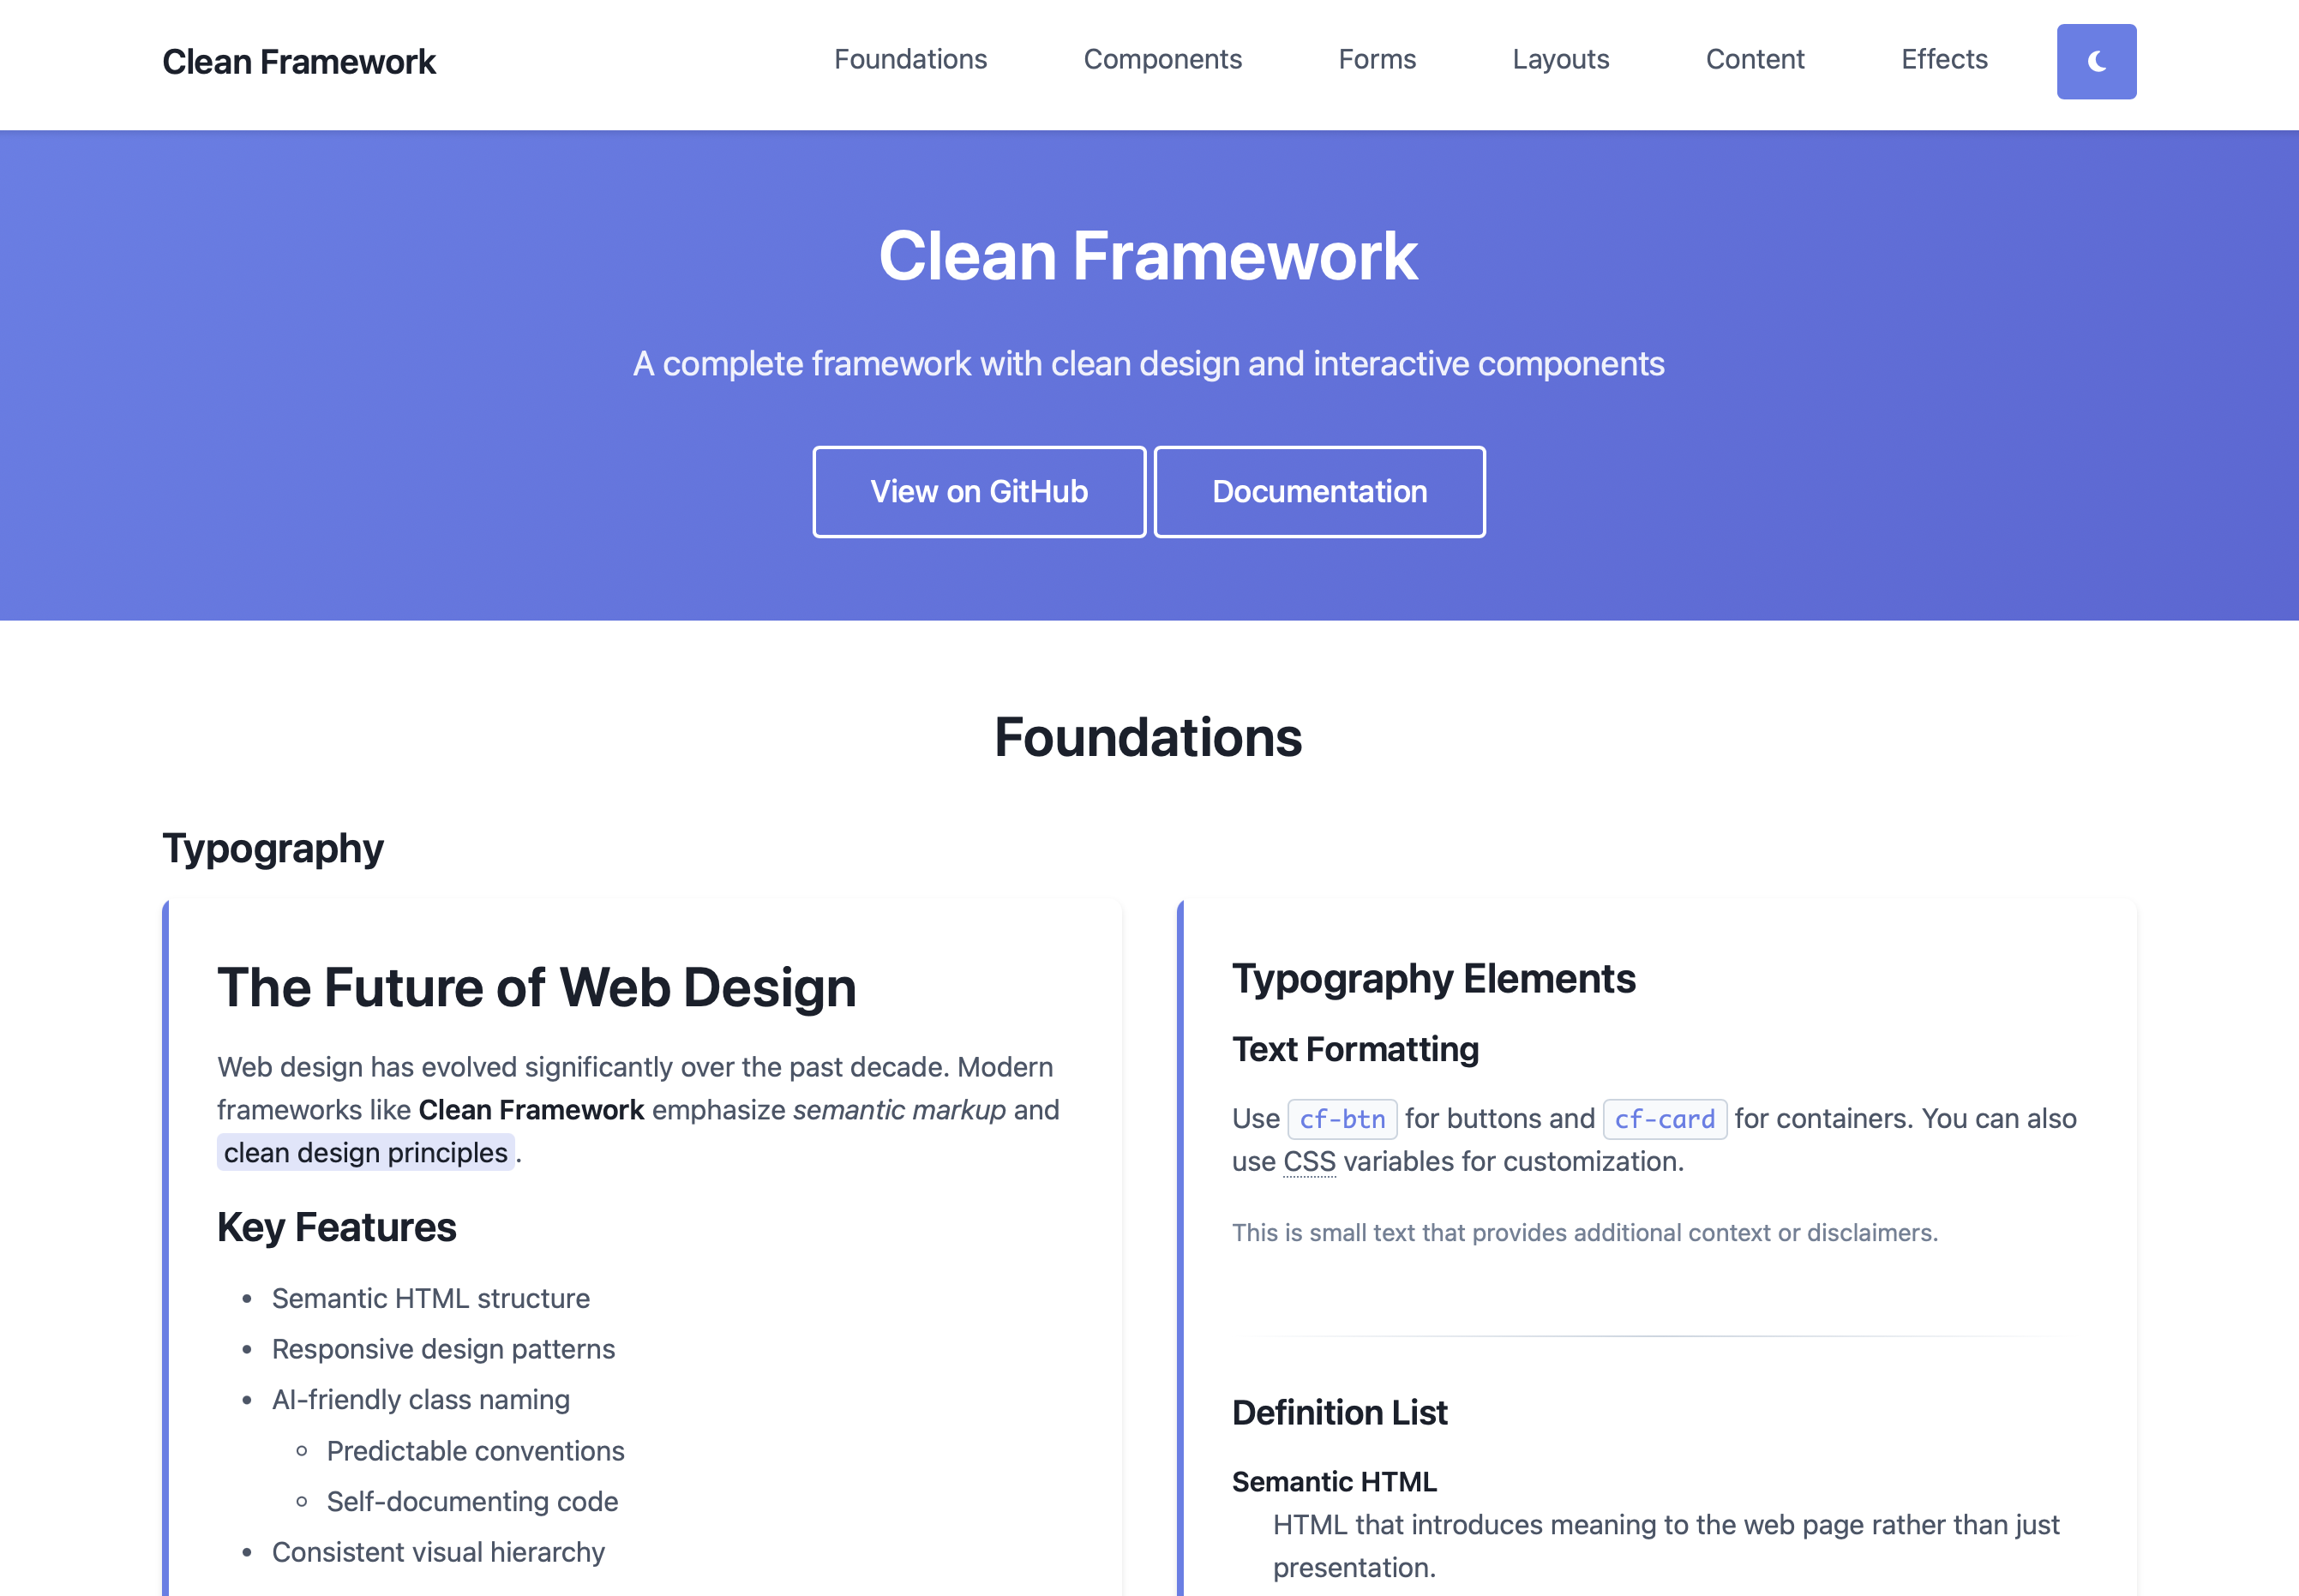 Clean Framework
Foundations
Components
Forms
Layouts
Content
Effects
Clean Framework
A complete framework with clean design and interactive components
View on GitHub
Documentation
Foundations
Typography
The Future of Web Design
Web design has evolved significantly over the past decade. Modern
frameworks like Clean Framework emphasize semantic markup and
clean design principles.
Key Features
Semantic HTML structure
Responsive design patterns
AI-friendly class naming
Predictable conventions
Self-documenting code
Consistent visual hierarchy
Typography Elements
Text Formatting
Use cf-btn for buttons and cf-card for containers. You can also
use CSS variables for customization.
This is small text that provides additional context or disclaimers.
Definition List
Semantic HTML
HTML that introduces meaning to the web page rather than just
presentation.